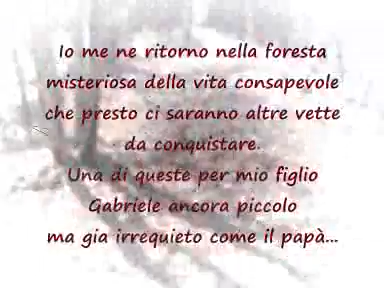 Io me ne ritorno nella foresta
misteriosa della vita consapevole
che presto ci saranno altre vette
da conquistare.
Una di queste per mio figlio
Gabriele ancora piccolo
ma gia irrequieto come il papà...